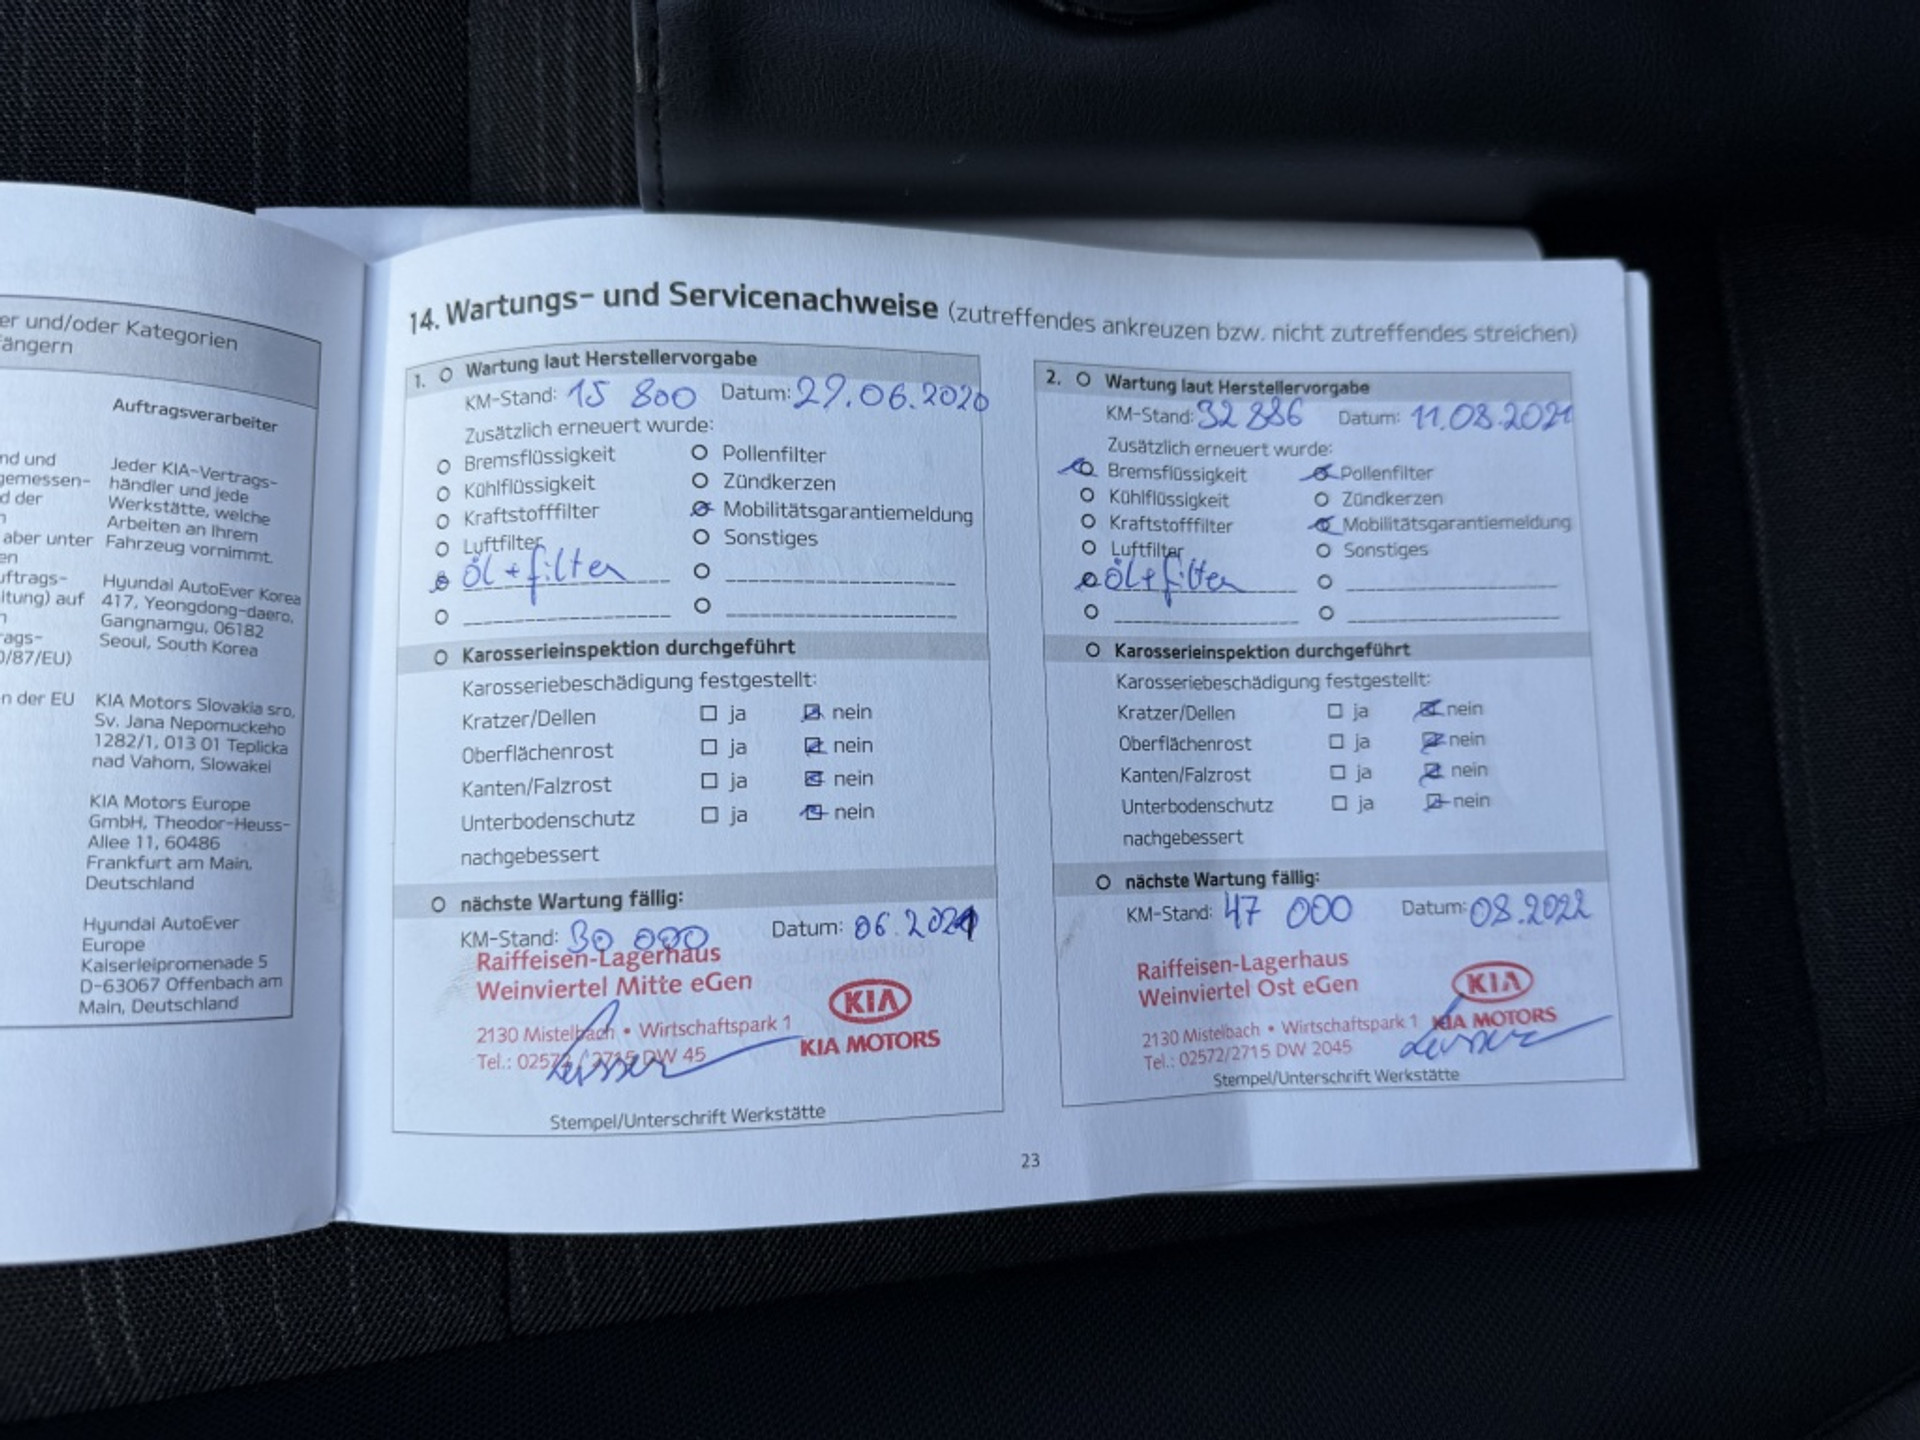 er und/oder Kategorien
ängern
Auftragsverarbeiter
nd und
gemessen-
d der
n
aber unter
en
uftrags-
ltung) auf
n
rags-
0/87/EU)
n der EU
Jeder KIA-Vertrags-
händler und jede
Werkstätte, welche
Arbeiten an Ihrem
Fahrzeug vornimmt.
Hyundai AutoEver Korea
417, Yeongdong-daero,
Gangnamgu, 06182
Seoul, South Korea
KIA Motors Slovakia sro,
Sv. Jana Nepomuckeho
1282/1, 013 01 Teplicka
nad Vahom, Slowakei
KIA Motors Europe
GmbH, Theodor-Heuss-
Allee 11, 60486
Frankfurt am Main,
Deutschland
Hyundai AutoEver
Europe
Kaiserleipromenade 5
D-63067 Offenbach am
Main, Deutschland
14. Wartungs- und Servicenachweise (zutreffendes ankreuzen bzw. nicht zutreffendes streichen)
1. Wartung laut Herstellervorgabe
KM-Stand: 15 800 Datum: 29.06.2020
Zusätzlich erneuert wurde:
Bremsflüssigkeit Pollenfilter
Kühlflüssigkeit Zündkerzen
Kraftstofffilter Mobilitätsgarantiemeldung
Luftfilter Sonstiges
Öl + filter
Karosserieinspektion durchgeführt
Karosseriebeschädigung festgestellt:
Kratzer/Dellen ja nein
Oberflächenrost ja nein
Kanten/Falzrost ja nein
Unterbodenschutz ja nein
nachgebessert
nächste Wartung fällig:
KM-Stand: 30 000 Datum: 06.2021
Raiffeisen-Lagerhaus
Weinviertel Mitte eGen
2130 Mistelbach • Wirtschaftspark 1
Tel.: 02572/2715 DW 45
KIA
KIA MOTORS
Stempel/Unterschrift Werkstätte
2. Wartung laut Herstellervorgabe
KM-Stand: 32 886 Datum: 11.08.2021
Zusätzlich erneuert wurde:
Bremsflüssigkeit Pollenfilter
Kühlflüssigkeit Zündkerzen
Kraftstofffilter Mobilitätsgarantiemeldung
Luftfilter Sonstiges
Öl + filter
Karosserieinspektion durchgeführt
Karosseriebeschädigung festgestellt:
Kratzer/Dellen ja nein
Oberflächenrost ja nein
Kanten/Falzrost ja nein
Unterbodenschutz ja nein
nachgebessert
nächste Wartung fällig:
KM-Stand: 47 000 Datum: 08.2022
Raiffeisen-Lagerhaus
Weinviertel Ost eGen
2130 Mistelbach • Wirtschaftspark 1
Tel.: 02572/2715 DW 2045
KIA
KIA MOTORS
Stempel/Unterschrift Werkstätte
23